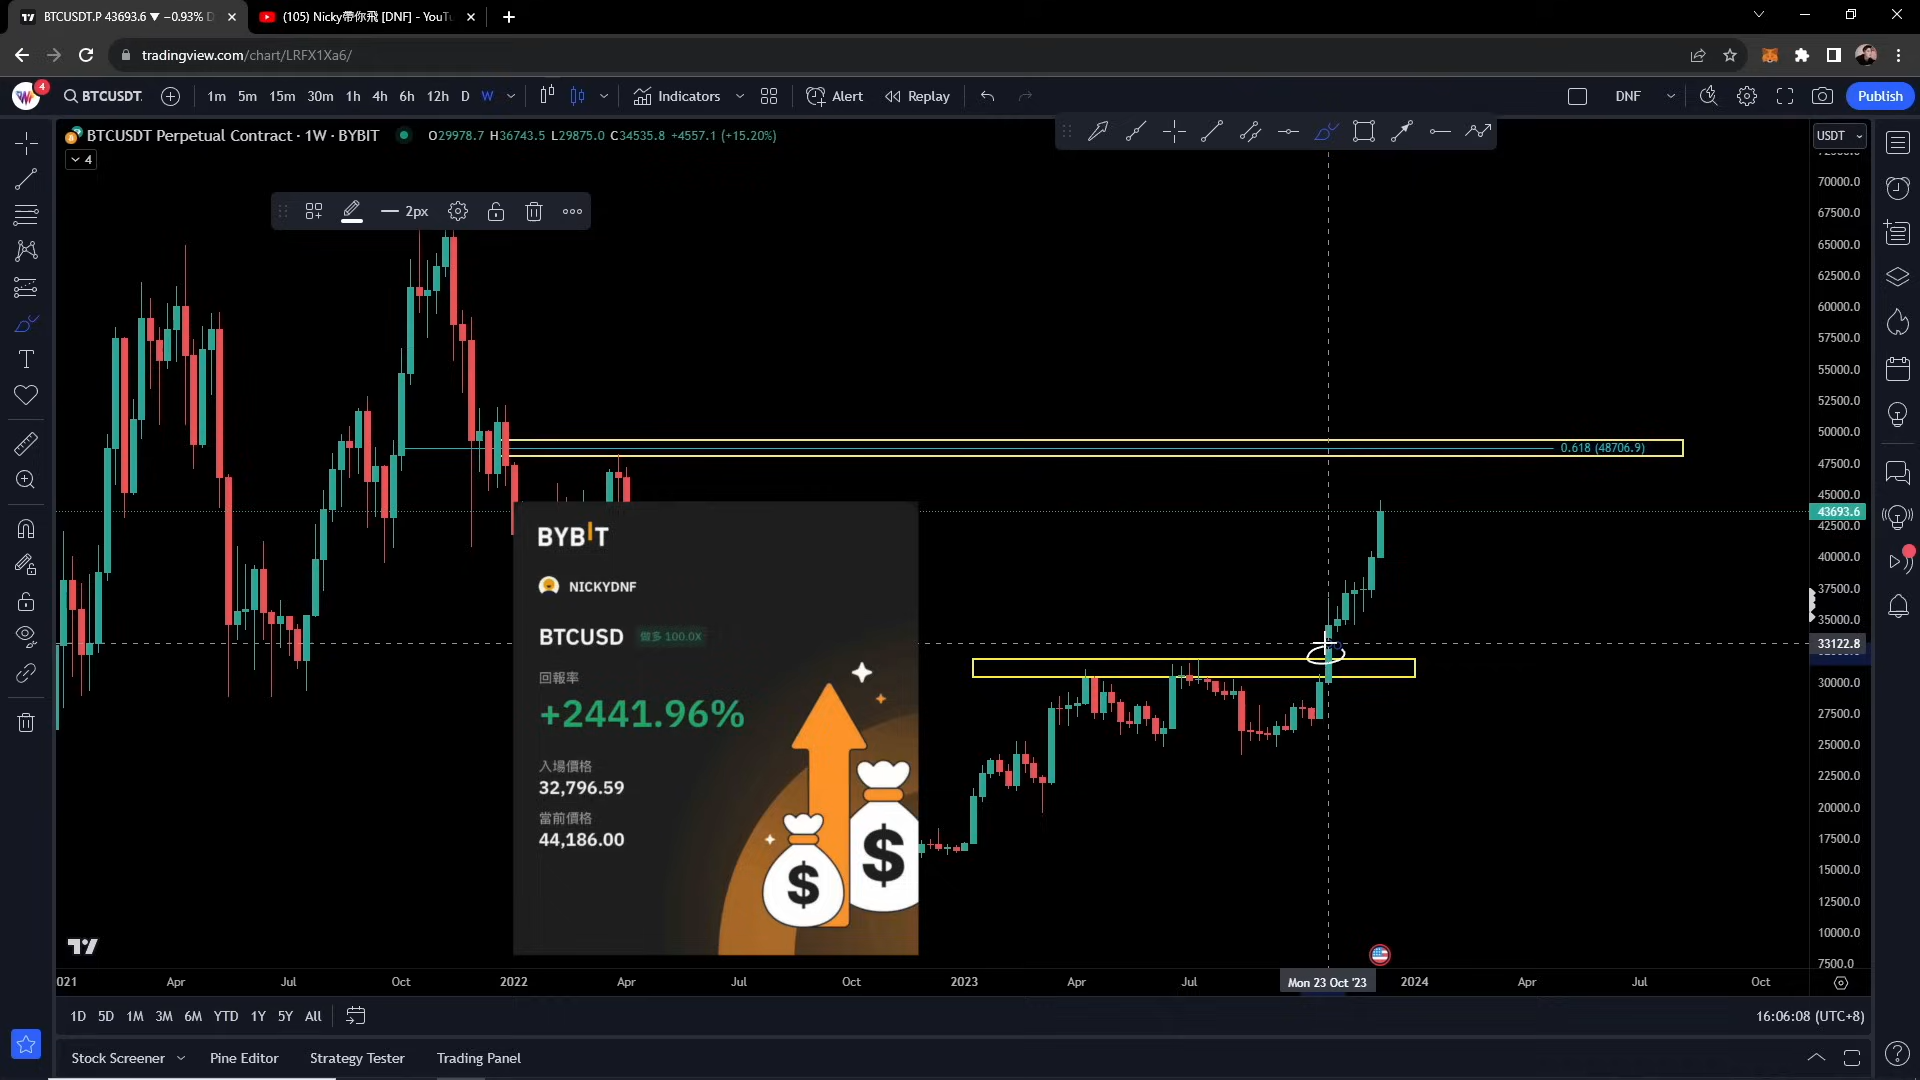 BTCUSDT.P 43693.6 ▼ −0.93% D
(105) Nicky帶你飛 [DNF] - YouTu
tradingview.com/chart/LRFX1Xa6/
4
BTCUSDT.
1m 5m 15m 30m 1h 4h 6h 12h D W
Indicators
Alert
Replay
DNF
Publish
BTCUSDT Perpetual Contract · 1W · BYBIT
O29978.7 H36743.5 L29875.0 C34535.8 +4557.1 (+15.20%)
USDT
4
2px
70000.0
67500.0
65000.0
62500.0
60000.0
57500.0
55000.0
52500.0
50000.0
0.618 (48706.9)
47500.0
45000.0
43693.6
42500.0
40000.0
37500.0
35000.0
33122.8
30000.0
27500.0
25000.0
22500.0
20000.0
17500.0
15000.0
12500.0
10000.0
7500.0
BYBIT
NICKYDNF
BTCUSD 做多 100.0X
回報率
+2441.96%
入場價格
32,796.59
當前價格
44,186.00
$ $
021 Apr Jul Oct 2022 Apr Jul Oct 2023 Apr Jul Mon 23 Oct '23 2024 Apr Jul Oct
1D 5D 1M 3M 6M YTD 1Y 5Y All
16:06:08 (UTC+8)
Stock Screener Pine Editor Strategy Tester Trading Panel